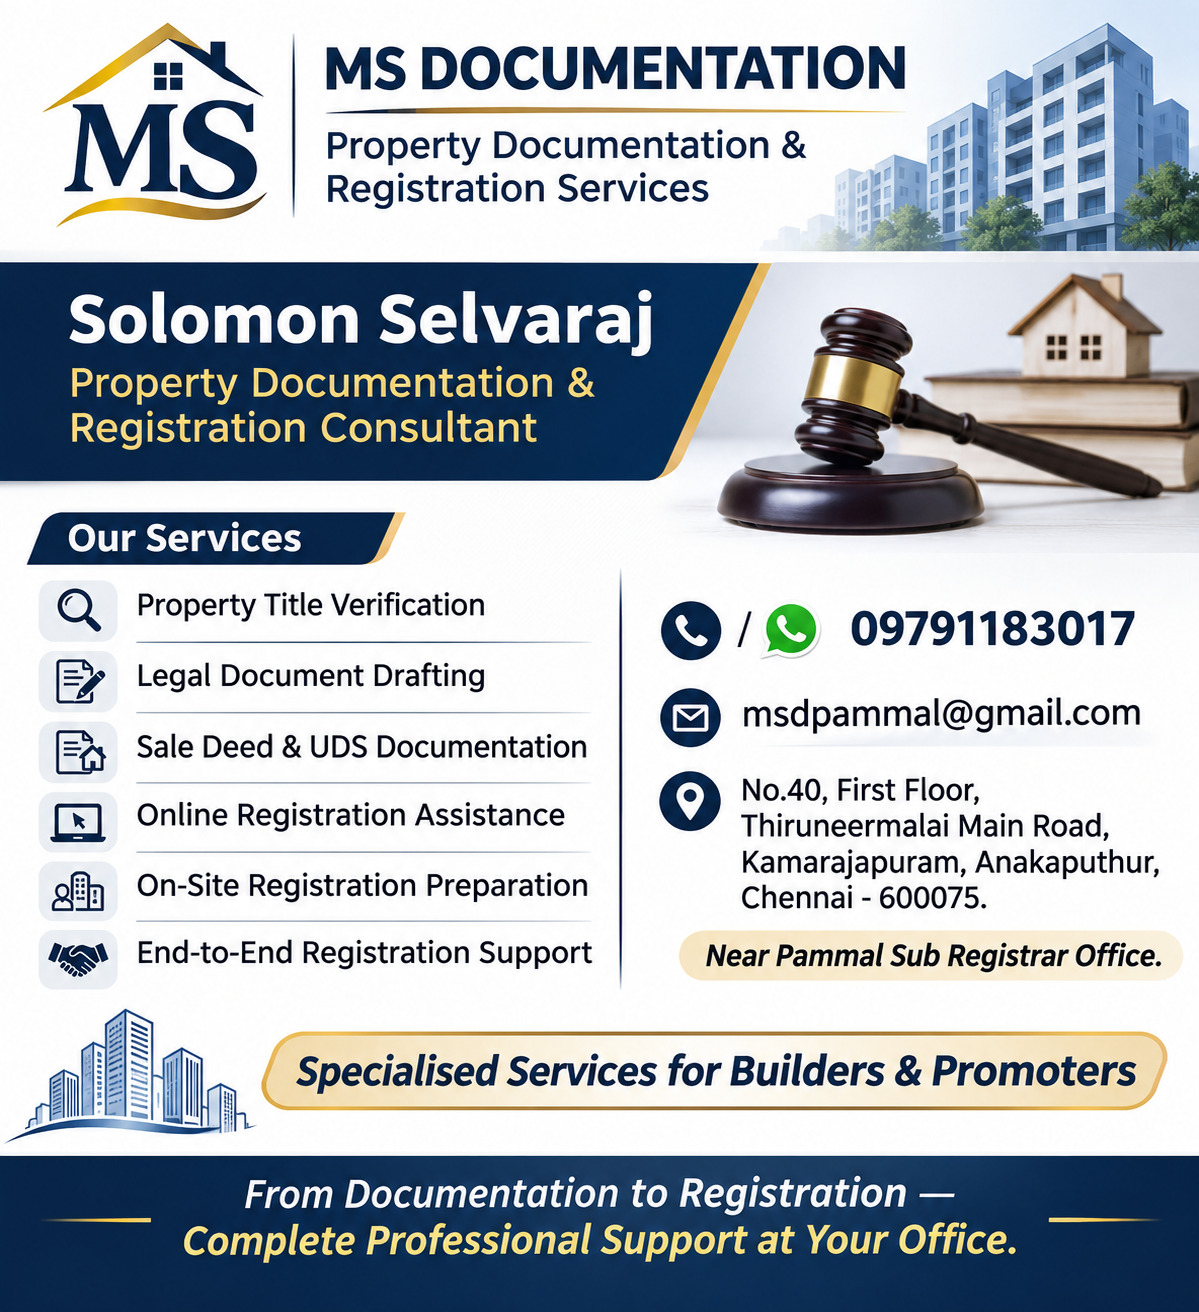 MS
MS DOCUMENTATION
Property Documentation &
Registration Services
Solomon Selvaraj
Property Documentation &
Registration Consultant
Our Services
Property Title Verification
Legal Document Drafting
Sale Deed & UDS Documentation
Online Registration Assistance
On-Site Registration Preparation
End-to-End Registration Support
/ 09791183017
msdpammal@gmail.com
No.40, First Floor,
Thiruneermalai Main Road,
Kamarajapuram, Anakaputhur,
Chennai - 600075.
Near Pammal Sub Registrar Office.
Specialised Services for Builders & Promoters
From Documentation to Registration —
Complete Professional Support at Your Office.